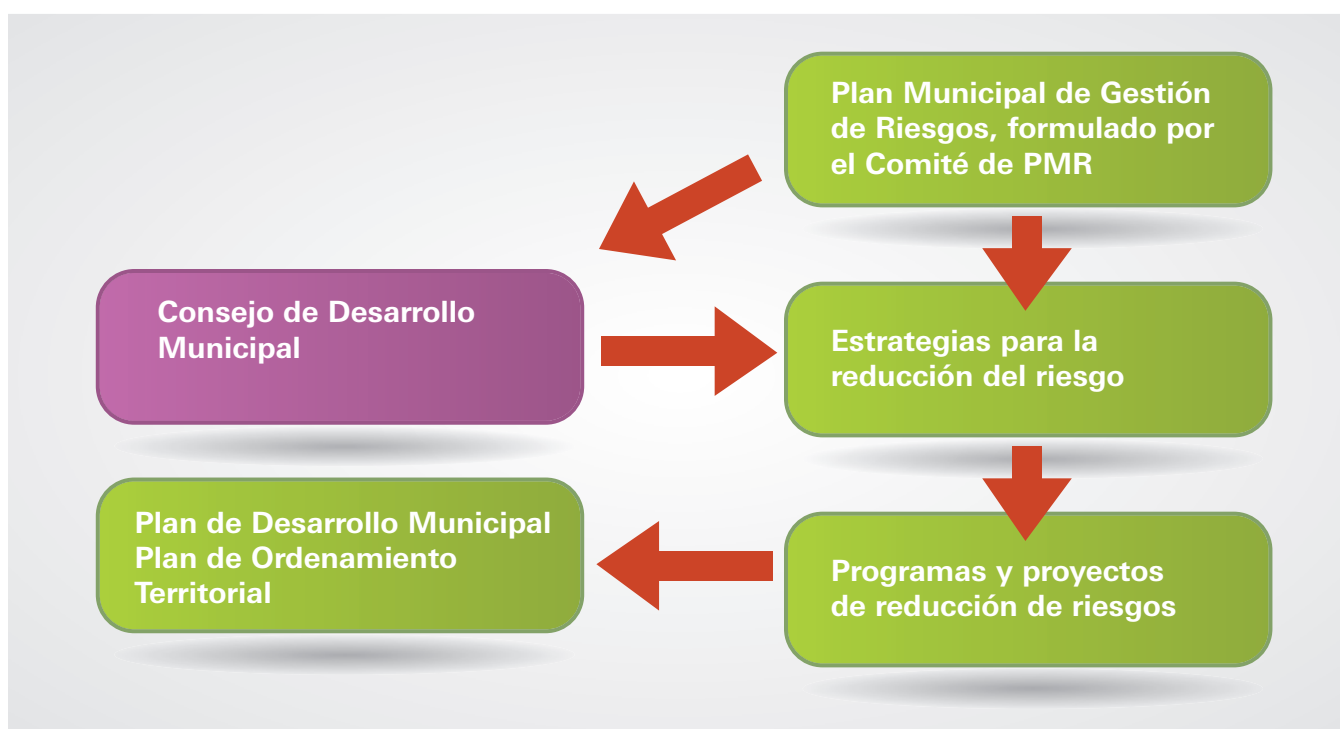 Plan Municipal de Gestión
de Riesgos, formulado por
el Comité de PMR
Consejo de Desarrollo
Municipal
Estrategias para la
reducción del riesgo
Plan de Desarrollo Municipal
Plan de Ordenamiento
Territorial
Programas y proyectos
de reducción de riesgos